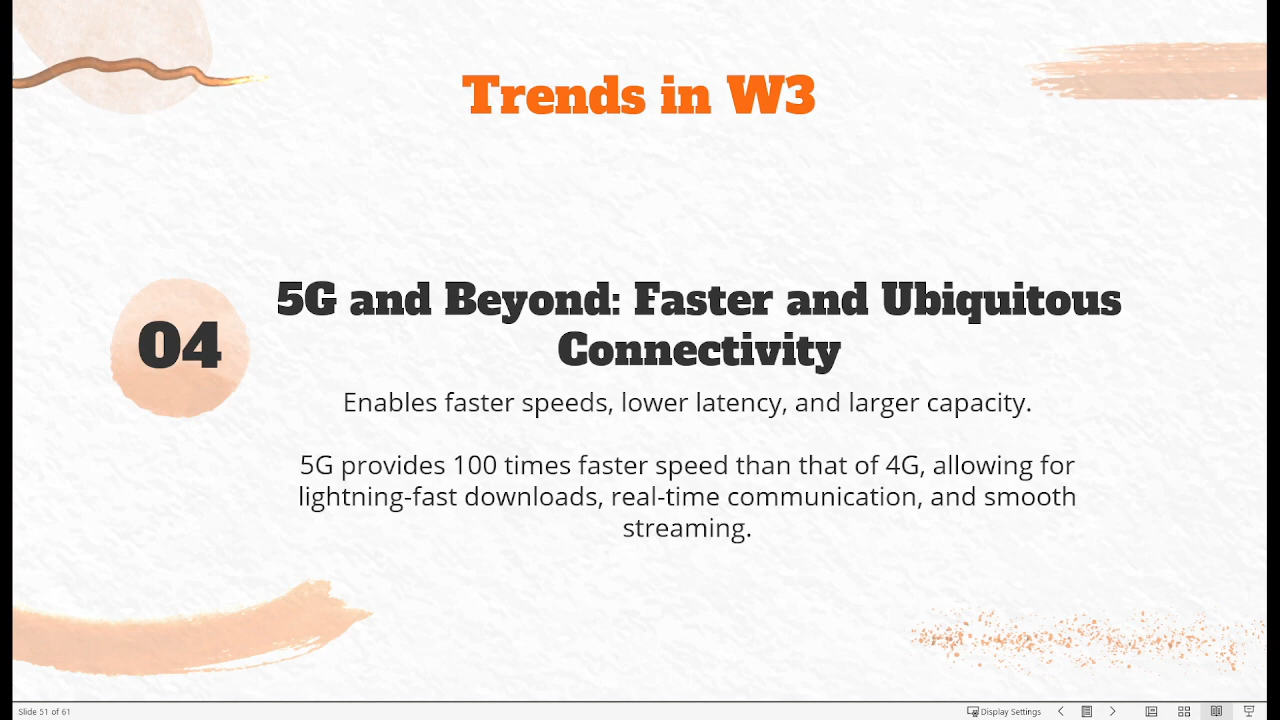 Trends in W3
04
5G and Beyond: Faster and Ubiquitous
Connectivity
Enables faster speeds, lower latency, and larger capacity.
5G provides 100 times faster speed than that of 4G, allowing for
lightning-fast downloads, real-time communication, and smooth
streaming.
Slide 51 of 61
Display Settings